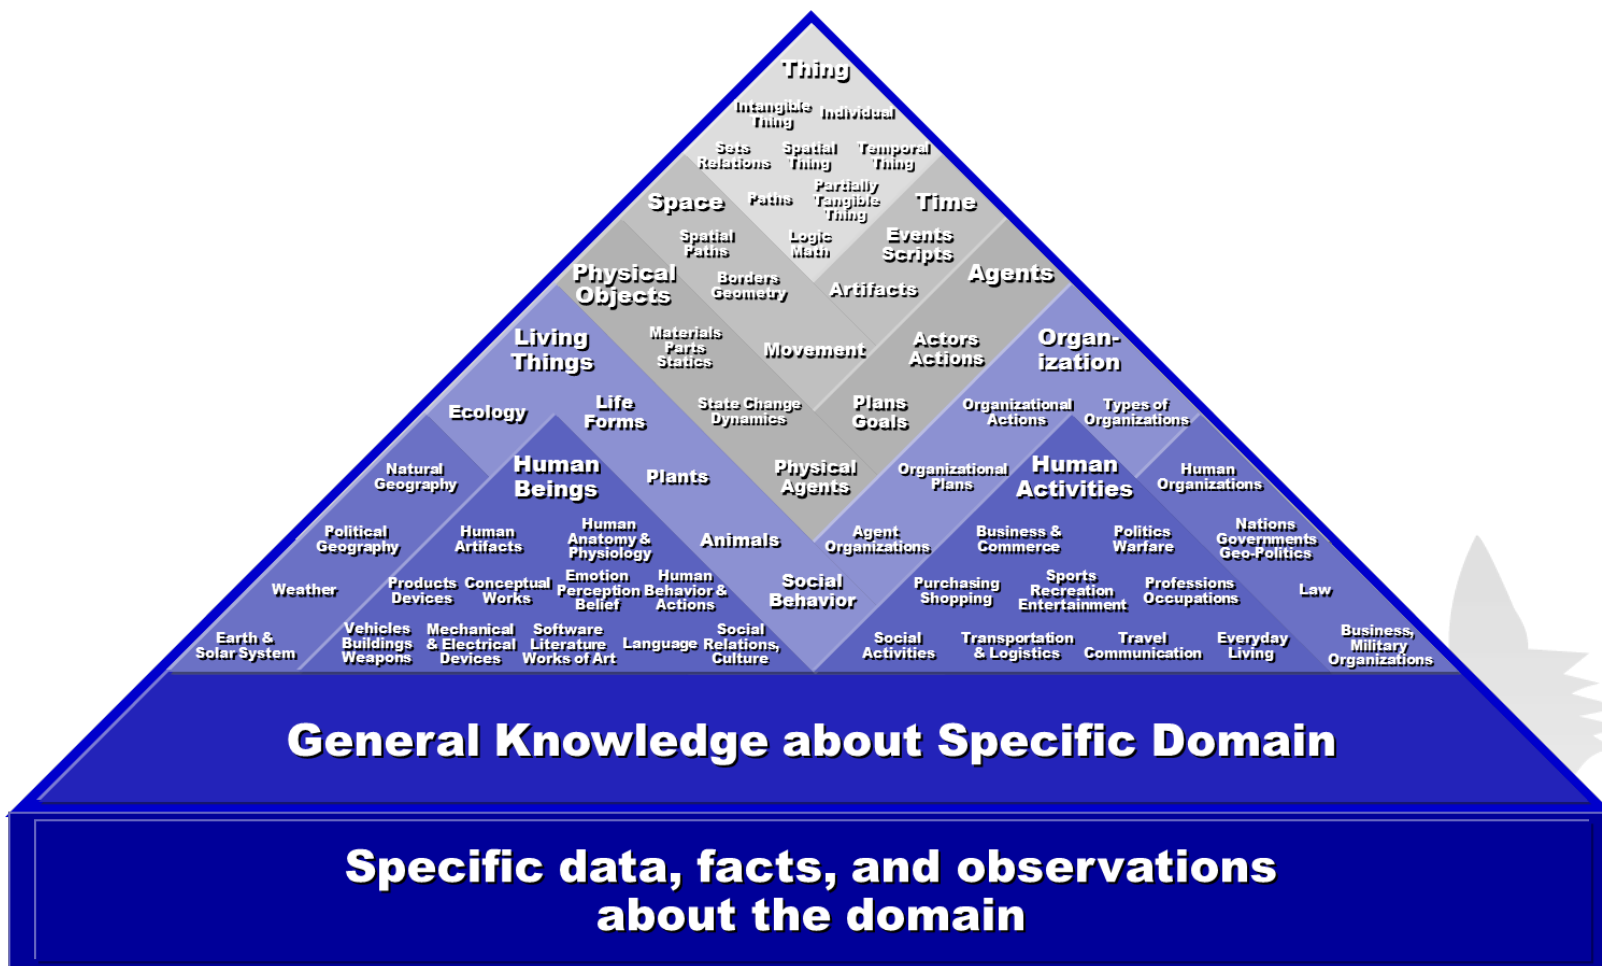 Thing
Intangible
Thing
Individual
Sets
Relations
Spatial
Thing
Temporal
Thing
Space
Paths
Partially
Tangible
Thing
Time
Spatial
Paths
Logic
Math
Events
Scripts
Physical
Objects
Borders
Geometry
Artifacts
Agents
Living
Things
Materials
Parts
Statics
Movement
Actors
Actions
Organ-
ization
Ecology
Life
Forms
State Change
Dynamics
Plans
Goals
Organizational
Actions
Types of
Organizations
Natural
Geography
Human
Beings
Plants
Physical
Agents
Organizational
Plans
Human
Activities
Human
Organizations
Political
Geography
Human
Artifacts
Human
Anatomy &
Physiology
Animals
Agent
Organizations
Business &
Commerce
Politics
Warfare
Nations
Governments
Geo-Politics
Weather
Products
Devices
Conceptual
Works
Emotion
Perception
Belief
Human
Behavior &
Actions
Social
Behavior
Purchasing
Shopping
Sports
Recreation
Entertainment
Professions
Occupations
Law
Earth &
Solar System
Vehicles
Buildings
Weapons
Mechanical
& Electrical
Devices
Software
Literature
Works of Art
Language
Social
Relations,
Culture
Social
Activities
Transportation
& Logistics
Travel
Communication
Everyday
Living
Business,
Military
Organizations
General Knowledge about Specific Domain
Specific data, facts, and observations
about the domain